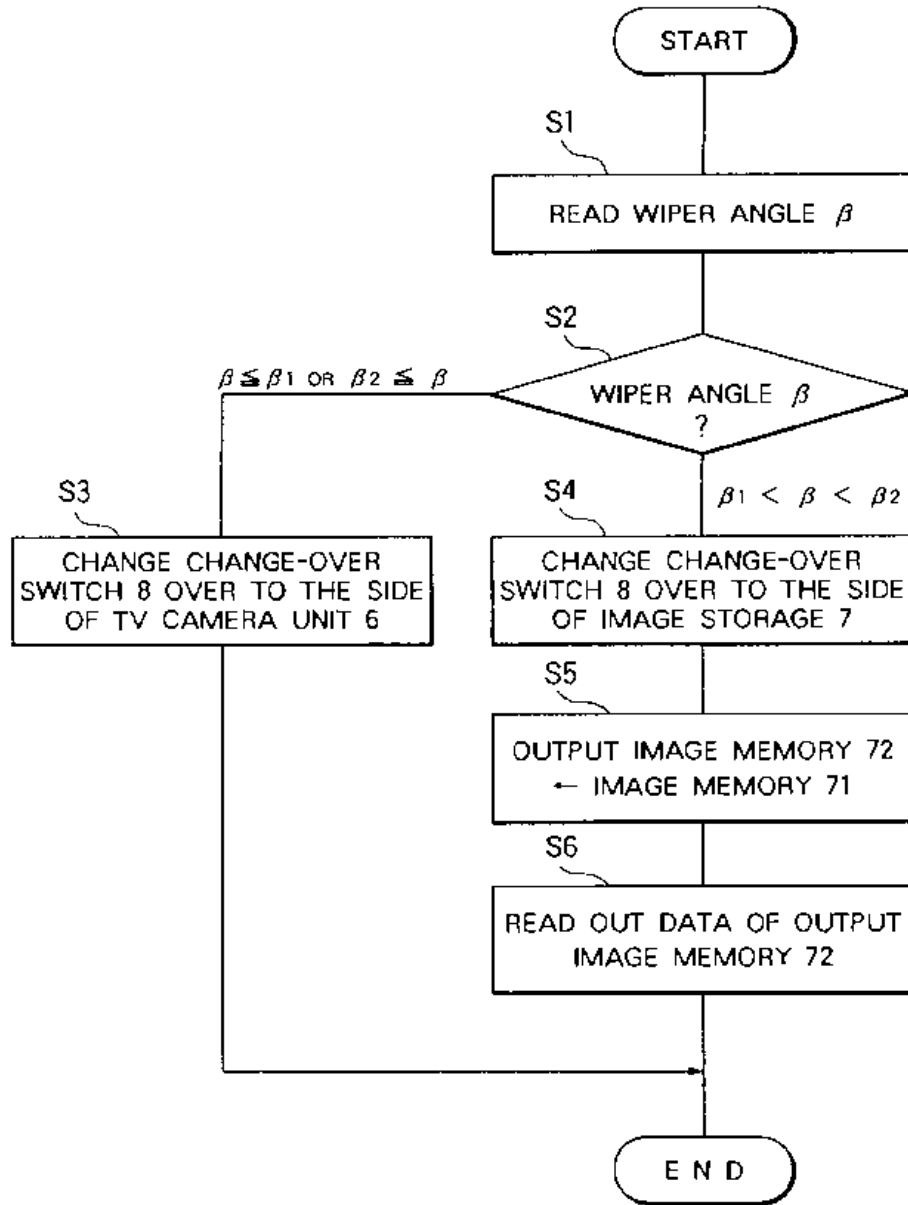 START
S1
READ WIPER ANGLE β
S2
β ≦ β1 OR β2 ≦ β
WIPER ANGLE β
?
β1 < β < β2
S3
CHANGE CHANGE-OVER
SWITCH 8 OVER TO THE SIDE
OF TV CAMERA UNIT 6
S4
CHANGE CHANGE-OVER
SWITCH 8 OVER TO THE SIDE
OF IMAGE STORAGE 7
S5
OUTPUT IMAGE MEMORY 72
← IMAGE MEMORY 71
S6
READ OUT DATA OF OUTPUT
IMAGE MEMORY 72
END